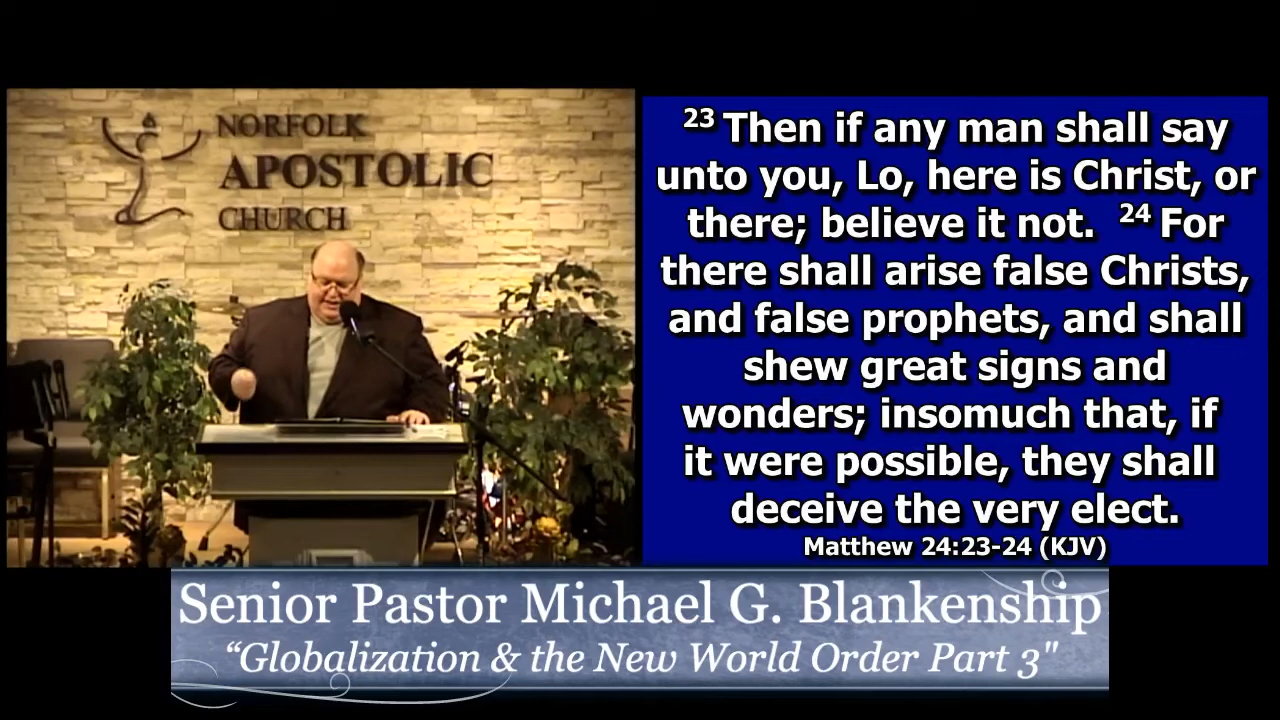 NORFOLK
APOSTOLIC
CHURCH
23 Then if any man shall say
unto you, Lo, here is Christ, or
there; believe it not. 24 For
there shall arise false Christs,
and false prophets, and shall
shew great signs and
wonders; insomuch that, if
it were possible, they shall
deceive the very elect.
Matthew 24:23-24 (KJV)
Senior Pastor Michael G. Blankenship
“Globalization & the New World Order Part 3"